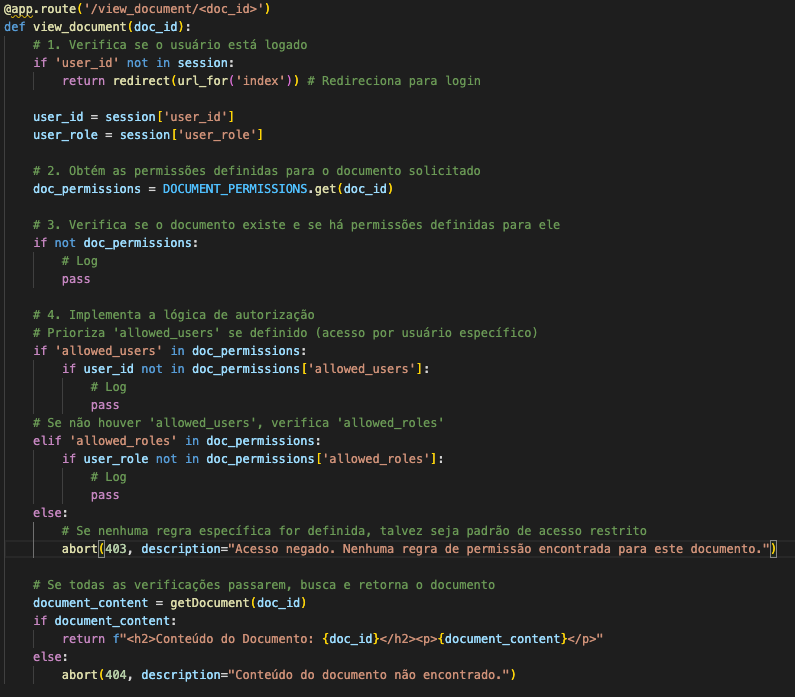 @app.route('/view_document/<doc_id>')
def view_document(doc_id):
    # 1. Verifica se o usuário está logado
    if 'user_id' not in session:
        return redirect(url_for('index')) # Redireciona para login
    user_id = session['user_id']
    user_role = session['user_role']
    # 2. Obtém as permissões definidas para o documento solicitado
    doc_permissions = DOCUMENT_PERMISSIONS.get(doc_id)
    # 3. Verifica se o documento existe e se há permissões definidas para ele
    if not doc_permissions:
        # Log
        pass
    # 4. Implementa a lógica de autorização
    # Prioriza 'allowed_users' se definido (acesso por usuário específico)
    if 'allowed_users' in doc_permissions:
        if user_id not in doc_permissions['allowed_users']:
            # Log
            pass
    # Se não houver 'allowed_users', verifica 'allowed_roles'
    elif 'allowed_roles' in doc_permissions:
        if user_role not in doc_permissions['allowed_roles']:
            # Log
            pass
    else:
        # Se nenhuma regra específica for definida, talvez seja padrão de acesso restrito
        abort(403, description="Acesso negado. Nenhuma regra de permissão encontrada para este documento.")
    # Se todas as verificações passarem, busca e retorna o documento
    document_content = getDocument(doc_id)
    if document_content:
        return f"<h2>Conteúdo do Documento: {doc_id}</h2><p>{document_content}</p>"
    else:
        abort(404, description="Conteúdo do documento não encontrado.")